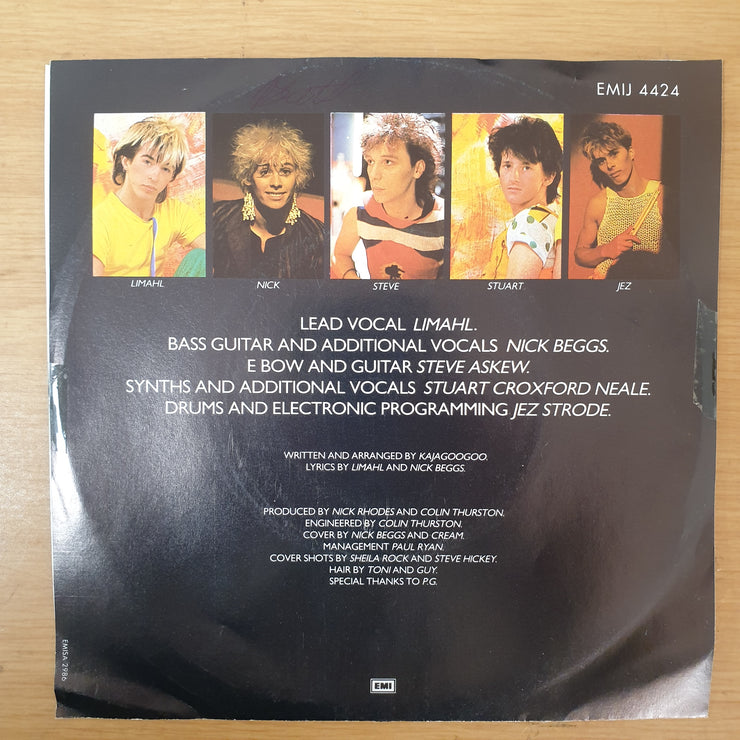 EMIJ 4424
LIMAHL
NICK
STEVE
STUART
JEZ
LEAD VOCAL LIMAHL.
BASS GUITAR AND ADDITIONAL VOCALS NICK BEGGS.
E BOW AND GUITAR STEVE ASKEW.
SYNTHS AND ADDITIONAL VOCALS STUART CROXFORD NEALE.
DRUMS AND ELECTRONIC PROGRAMMING JEZ STRODE.
WRITTEN AND ARRANGED BY KAJAGOOGOO.
LYRICS BY LIMAHL AND NICK BEGGS.
PRODUCED BY NICK RHODES AND COLIN THURSTON.
ENGINEERED BY COLIN THURSTON.
COVER BY NICK BEGGS AND CREAM.
MANAGEMENT PAUL RYAN.
COVER SHOTS BY SHEILA ROCK AND STEVE HICKEY.
HAIR BY TONI AND GUY.
SPECIAL THANKS TO P.G.
EMISA 2986
EMI